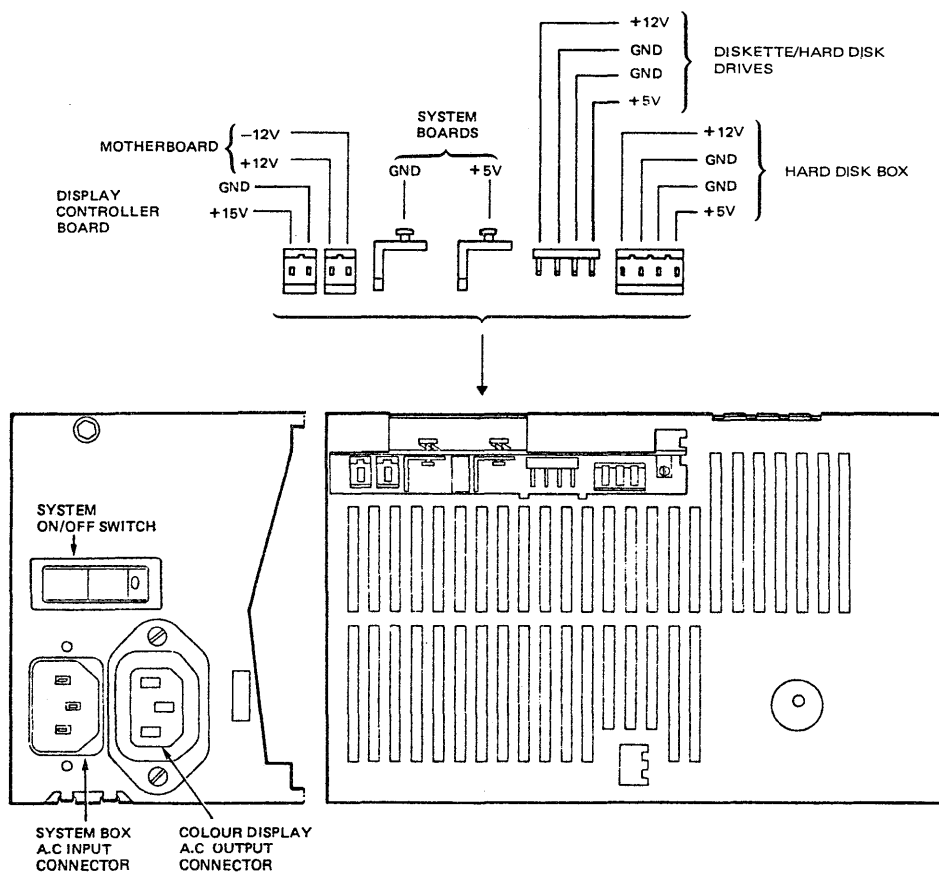 +12V
GND
GND
+5V
DISKETTE/HARD DISK
DRIVES
SYSTEM
BOARDS
GND
+5V
MOTHERBOARD
-12V
+12V
DISPLAY
CONTROLLER
BOARD
GND
+15V
+12V
GND
GND
+5V
HARD DISK BOX
SYSTEM
ON/OFF SWITCH
SYSTEM BOX
A.C INPUT
CONNECTOR
COLOUR DISPLAY
A.C OUTPUT
CONNECTOR